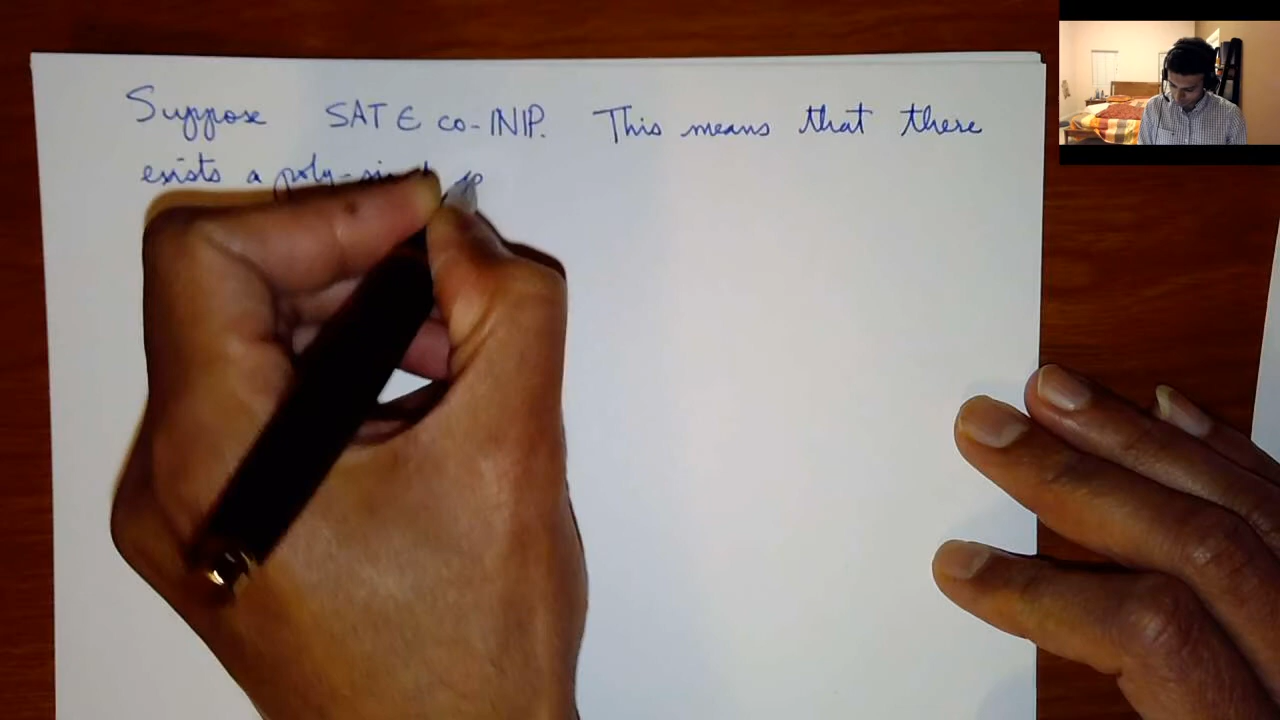 Suppose SAT ∈ co-NP. This means that there
exists a poly-